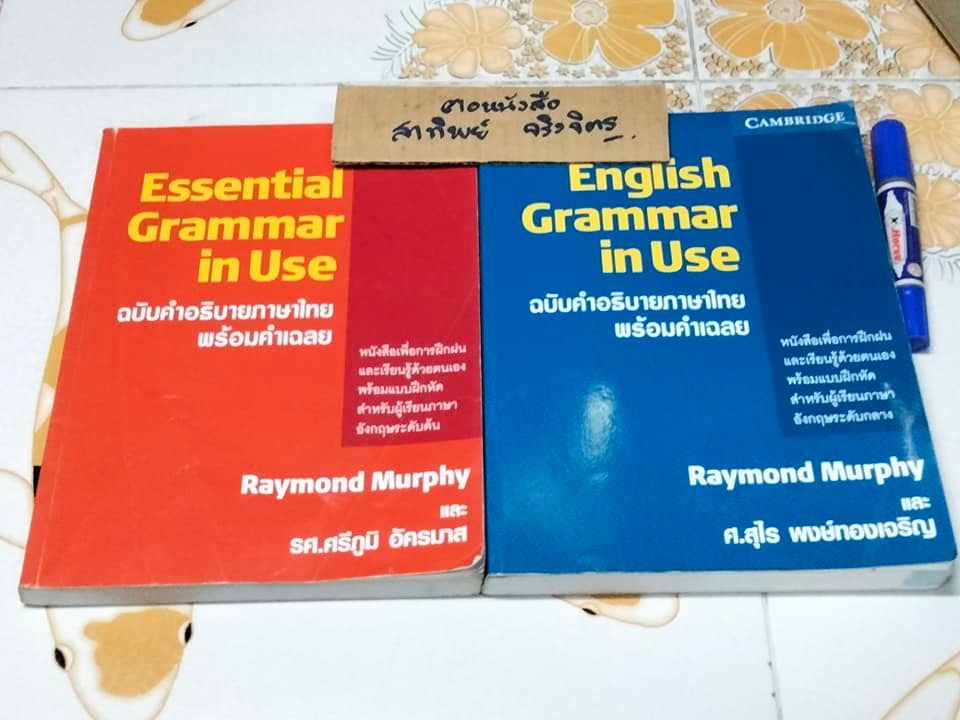 ตอหนังสือ
สาทิพย์ จริงจิตร.
Essential
Grammar
in Use
ฉบับคำอธิบายภาษาไทย
พร้อมคำเฉลย
หนังสือเพื่อการฝึกฝน
และเรียนรู้ด้วยตนเอง
พร้อมแบบฝึกหัด
สำหรับผู้เรียนภาษา
อังกฤษระดับต้น
Raymond Murphy
และ
รศ.ศรีภูมิ อัครมาส
CAMBRIDGE
English
Grammar
in Use
ฉบับคำอธิบายภาษาไทย
พร้อมคำเฉลย
หนังสือเพื่อการฝึกฝน
และเรียนรู้ด้วยตนเอง
พร้อมแบบฝึกหัด
สำหรับผู้เรียนภาษา
อังกฤษระดับกลาง
Raymond Murphy
และ
ศ.สุไร พงษ์ทองเจริญ
Horse